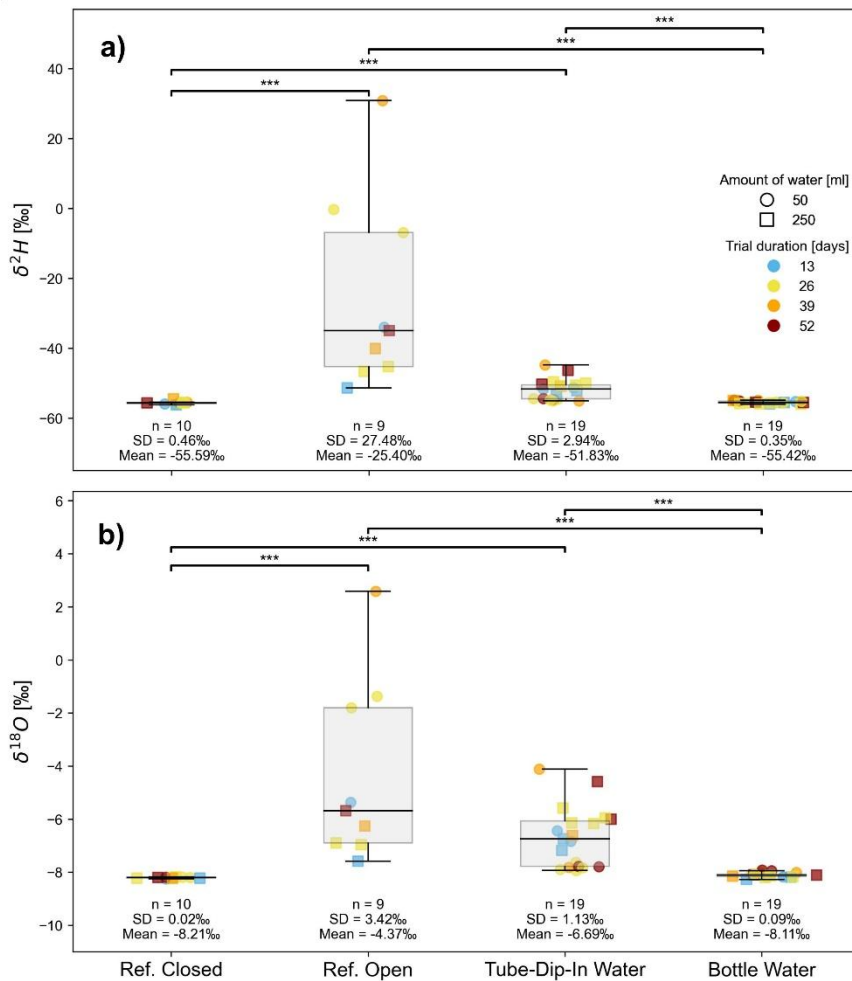 a)
***
***
***
***
40
20
0
−20
−40
−60
δ²H [‰]
Amount of water [ml]
50
250
Trial duration [days]
13
26
39
52
n = 10
SD = 0.46‰
Mean = -55.59‰
n = 9
SD = 27.48‰
Mean = -25.40‰
n = 19
SD = 2.94‰
Mean = -51.83‰
n = 19
SD = 0.35‰
Mean = -55.42‰
b)
***
***
***
***
6
4
2
0
−2
−4
−6
−8
−10
δ¹⁸O [‰]
n = 10
SD = 0.02‰
Mean = -8.21‰
n = 9
SD = 3.42‰
Mean = -4.37‰
n = 19
SD = 1.13‰
Mean = -6.69‰
n = 19
SD = 0.09‰
Mean = -8.11‰
Ref. Closed
Ref. Open
Tube-Dip-In Water
Bottle Water